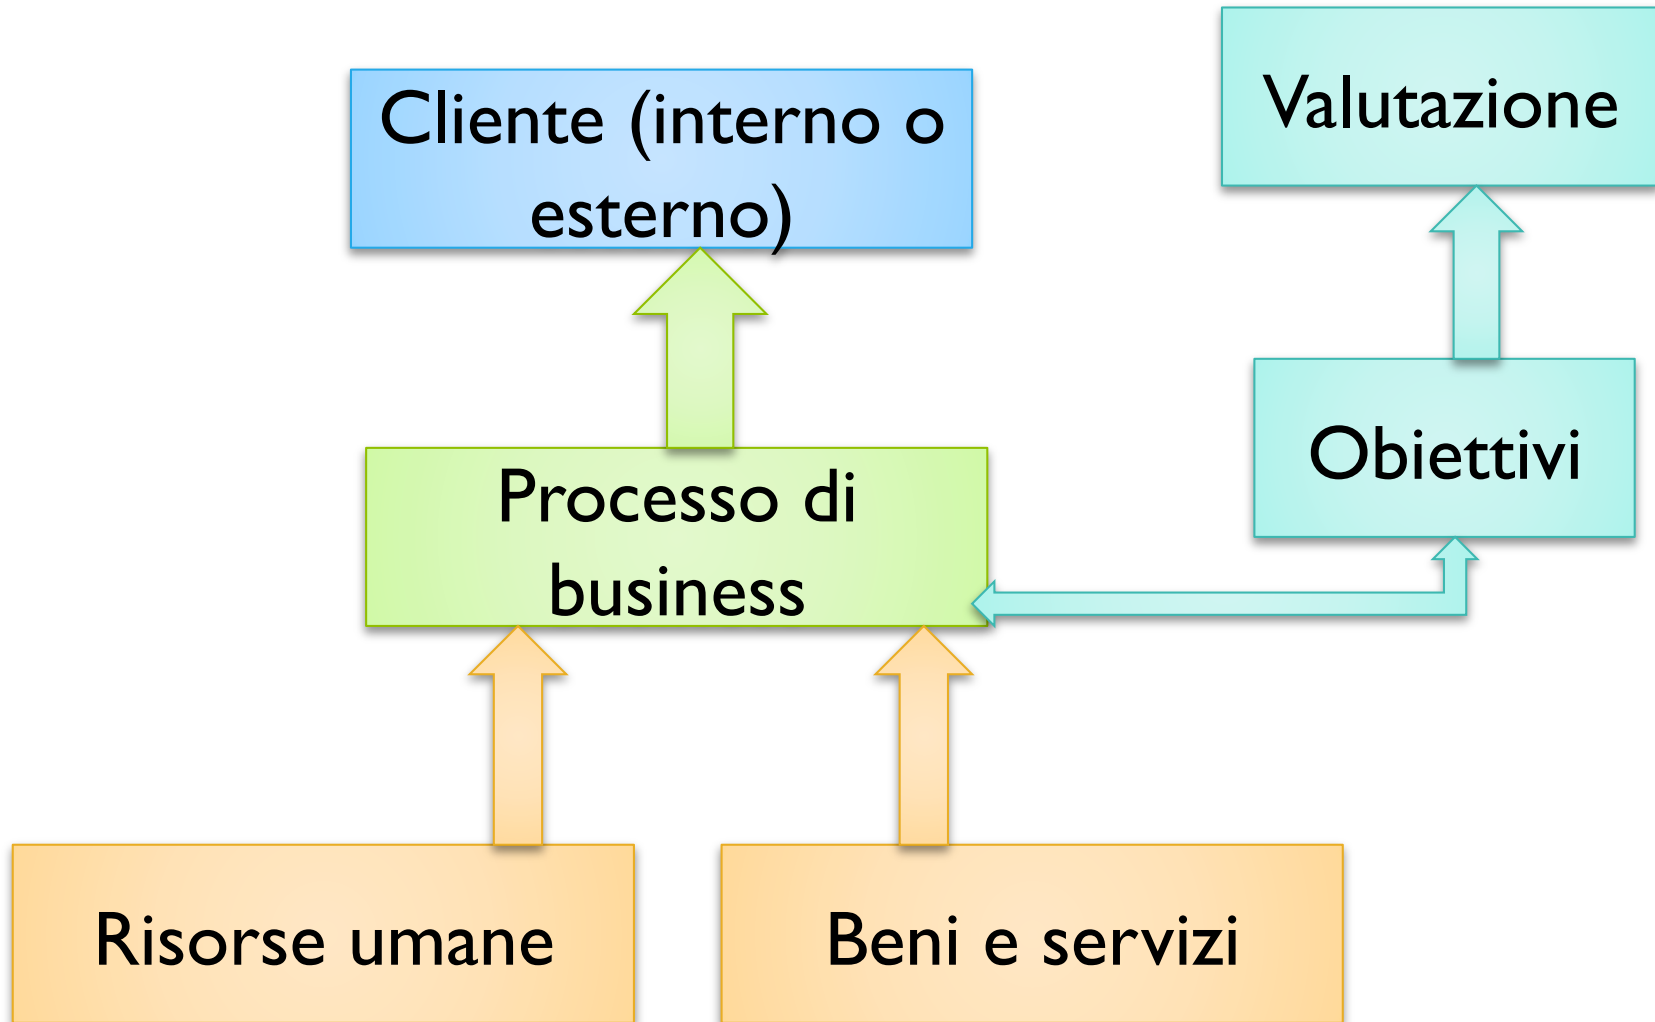 Valutazione
Cliente (interno o
esterno)
Obiettivi
Processo di
business
Risorse umane
Beni e servizi